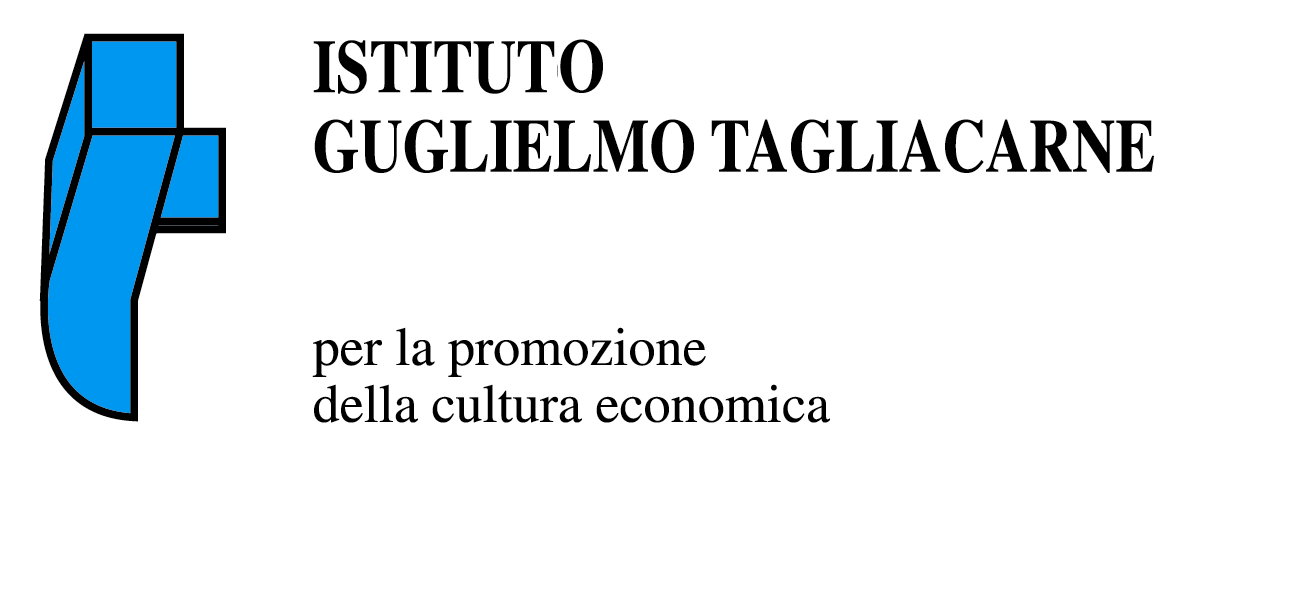 ISTITUTO
GUGLIELMO TAGLIACARNE
per la promozione
della cultura economica